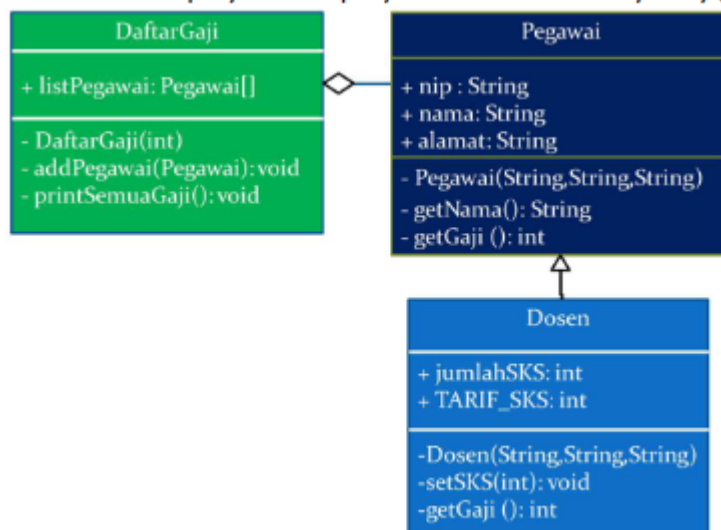 DaftarGaji
+ listPegawai: Pegawai[]
- DaftarGaji(int)
- addPegawai(Pegawai): void
- printSemuaGaji(): void
Pegawai
+ nip : String
+ nama: String
+ alamat: String
- Pegawai(String,String,String)
- getNama(): String
- getGaji (): int
Dosen
+ jumlahSKS: int
+ TARIF_SKS: int
-Dosen(String,String,String)
-setSKS(int): void
-getGaji (): int